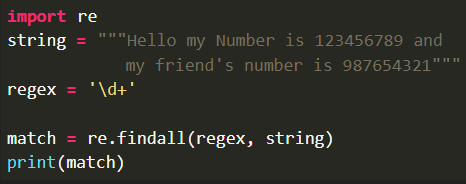 import re
string = """Hello my Number is 123456789 and
my friend's number is 987654321"""
regex = '\d+'
match = re.findall(regex, string)
print(match)